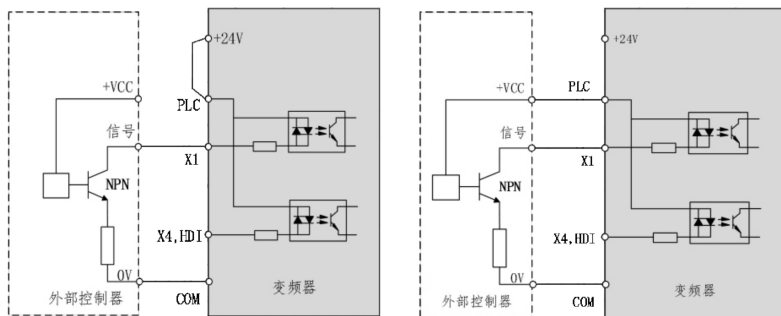 +24V
+VCC
PLC
信号
X1
NPN
X4,HDI
0V
外部控制器
COM
变频器
+24V
+VCC
PLC
信号
X1
NPN
X4,HDI
0V
外部控制器
COM
变频器